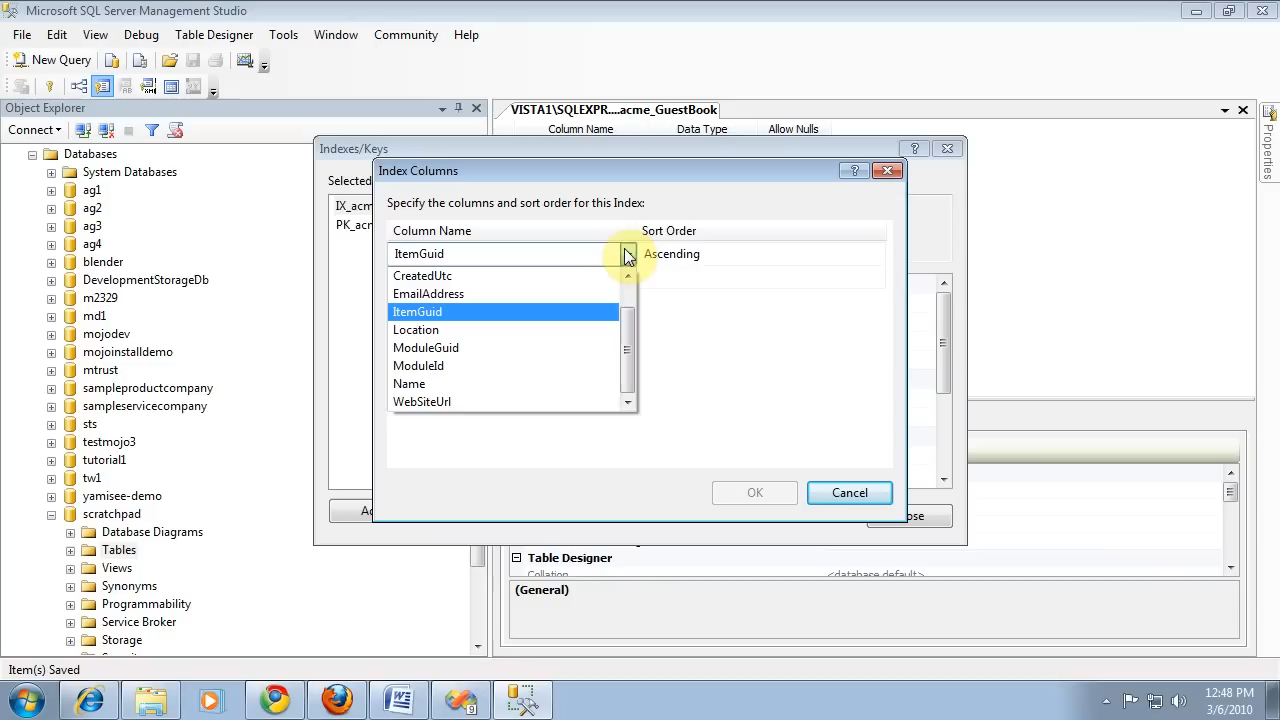 Microsoft SQL Server Management Studio
File Edit View Debug Table Designer Tools Window Community Help
New Query
Object Explorer
VISTA1\SQLEXPR....acme_GuestBook
Connect
Column Name Data Type Allow Nulls
Properties
Databases
System Databases
ag1
ag2
ag3
ag4
blender
DevelopmentStorageDb
m2329
md1
mojodev
mojoinstalldemo
mtrust
sampleproductcompany
sampleservicecompany
sts
testmojo3
tutorial1
tw1
yamisee-demo
scratchpad
Database Diagrams
Tables
Views
Synonyms
Programmability
Service Broker
Storage
Indexes/Keys
Selected
IX_acm
PK_acm
Index Columns
Specify the columns and sort order for this Index:
Column Name Sort Order
ItemGuid Ascending
CreatedUtc
EmailAddress
ItemGuid
Location
ModuleGuid
ModuleId
Name
WebSiteUrl
OK Cancel
Table Designer
Collation <database default>
(General)
Item(s) Saved
12:48 PM
3/6/2010
9